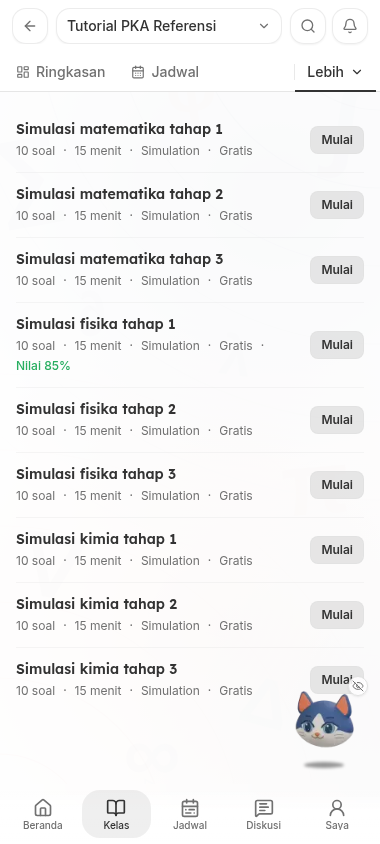 Tutorial PKA Referensi
Ringkasan
Jadwal
Lebih
Simulasi matematika tahap 1
10 soal · 15 menit · Simulation · Gratis
Mulai
Simulasi matematika tahap 2
10 soal · 15 menit · Simulation · Gratis
Mulai
Simulasi matematika tahap 3
10 soal · 15 menit · Simulation · Gratis
Mulai
Simulasi fisika tahap 1
10 soal · 15 menit · Simulation · Gratis ·
Nilai 85%
Mulai
Simulasi fisika tahap 2
10 soal · 15 menit · Simulation · Gratis
Mulai
Simulasi fisika tahap 3
10 soal · 15 menit · Simulation · Gratis
Mulai
Simulasi kimia tahap 1
10 soal · 15 menit · Simulation · Gratis
Mulai
Simulasi kimia tahap 2
10 soal · 15 menit · Simulation · Gratis
Mulai
Simulasi kimia tahap 3
10 soal · 15 menit · Simulation · Gratis
Mulai
Beranda
Kelas
Jadwal
Diskusi
Saya